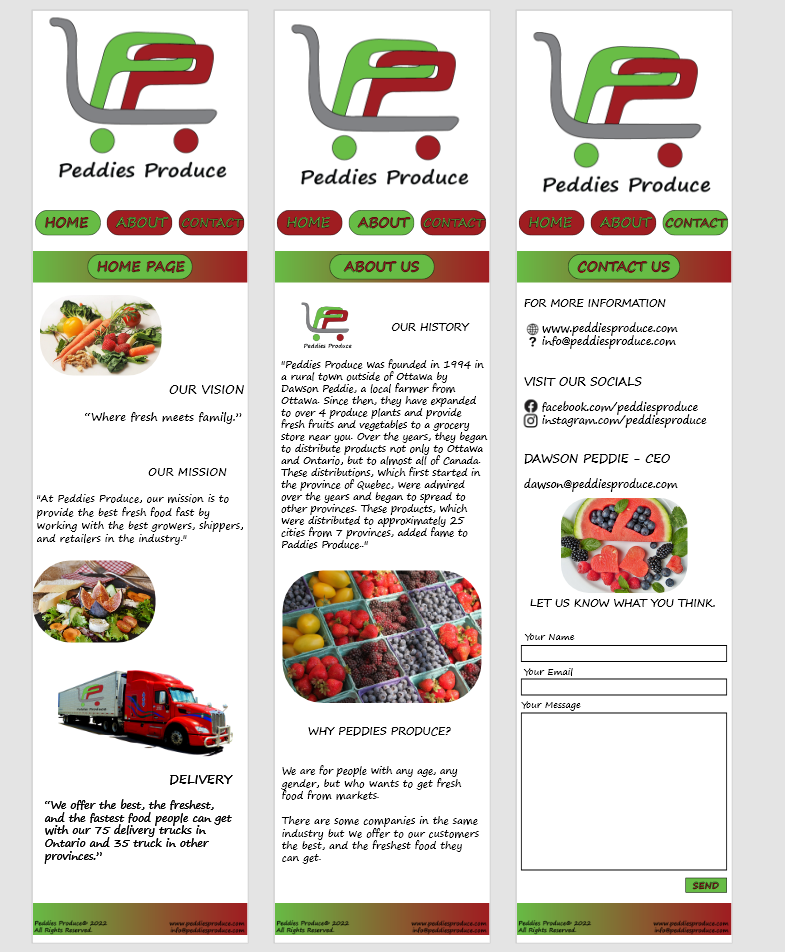 Peddies Produce
HOME ABOUT CONTACT
HOME PAGE
OUR VISION
“Where fresh meets family.”
OUR MISSION
"At Peddies Produce, our mission is to
provide the best fresh food fast by
working with the best growers, shippers,
and retailers in the industry."
Peddies Produce
DELIVERY
“We offer the best, the freshest,
and the fastest food people can get
with our 75 delivery trucks in
Ontario and 35 truck in other
provinces.”
Peddies Produce® 2022 www.peddiesproduce.com
All Rights Reserved. info@peddiesproduce.com
Peddies Produce
HOME ABOUT CONTACT
ABOUT US
Peddies Produce
OUR HISTORY
"Peddies Produce was founded in 1994 in
a rural town outside of Ottawa by
Dawson Peddie, a local farmer from
Ottawa. Since then, they have expanded
to over 4 produce plants and provide
fresh fruits and vegetables to a grocery
store near you. Over the years, they began
to distribute products not only to Ottawa
and Ontario, but to almost all of Canada.
These distributions, which first started in
the province of Quebec, were admired
over the years and began to spread to
other provinces. These products, which
were distributed to approximately 25
cities from 7 provinces, added fame to
Paddies Produce.."
WHY PEDDIES PRODUCE?
We are for people with any age, any
gender, but who wants to get fresh
food from markets.
There are some companies in the same
industry but we offer to our customers
the best, and the freshest food they
can get.
Peddies Produce® 2022 www.peddiesproduce.com
All Rights Reserved. info@peddiesproduce.com
Peddies Produce
HOME ABOUT CONTACT
CONTACT US
FOR MORE INFORMATION
www.peddiesproduce.com
? info@peddiesproduce.com
VISIT OUR SOCIALS
facebook.com/peddiesproduce
instagram.com/peddiesproduce
DAWSON PEDDIE - CEO
dawson@peddiesproduce.com
LET US KNOW WHAT YOU THINK.
Your Name
Your Email
Your Message
SEND
Peddies Produce® 2022 www.peddiesproduce.com
All Rights Reserved. info@peddiesproduce.com